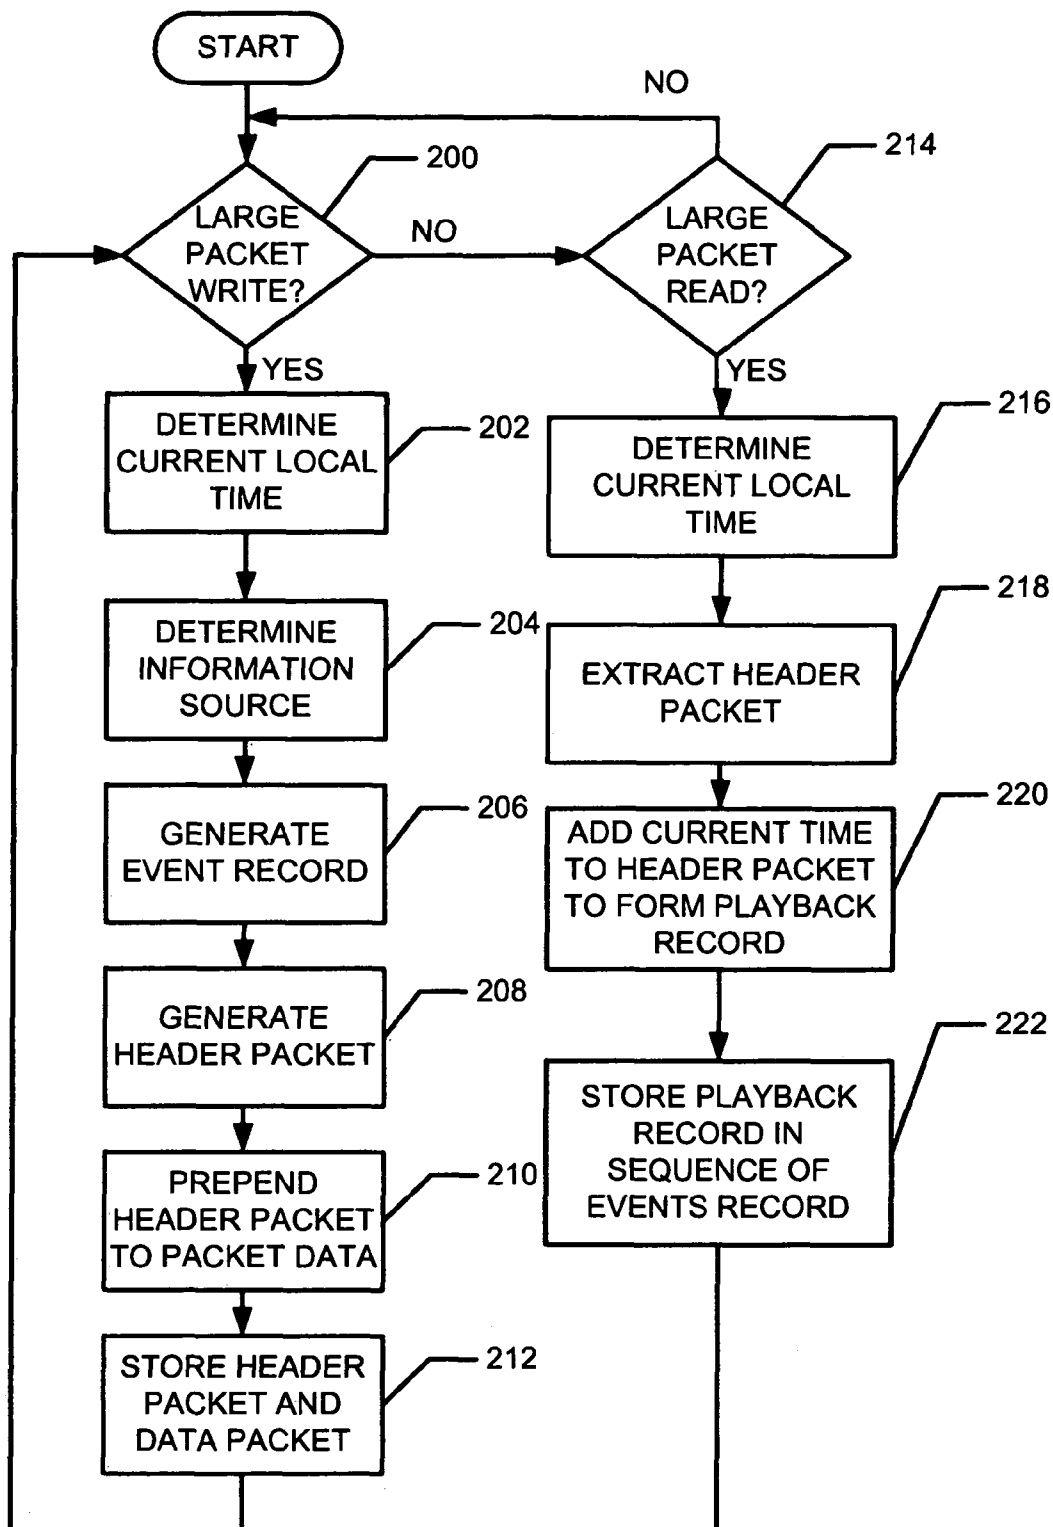 START
NO
200
214
LARGE
PACKET
WRITE?
NO
LARGE
PACKET
READ?
YES
YES
DETERMINE
CURRENT LOCAL
TIME
202
DETERMINE
CURRENT LOCAL
TIME
216
DETERMINE
INFORMATION
SOURCE
204
EXTRACT HEADER
PACKET
218
GENERATE
EVENT RECORD
206
ADD CURRENT TIME
TO HEADER PACKET
TO FORM PLAYBACK
RECORD
220
GENERATE
HEADER PACKET
208
STORE PLAYBACK
RECORD IN
SEQUENCE OF
EVENTS RECORD
222
PREPEND
HEADER PACKET
TO PACKET DATA
210
STORE HEADER
PACKET AND
DATA PACKET
212